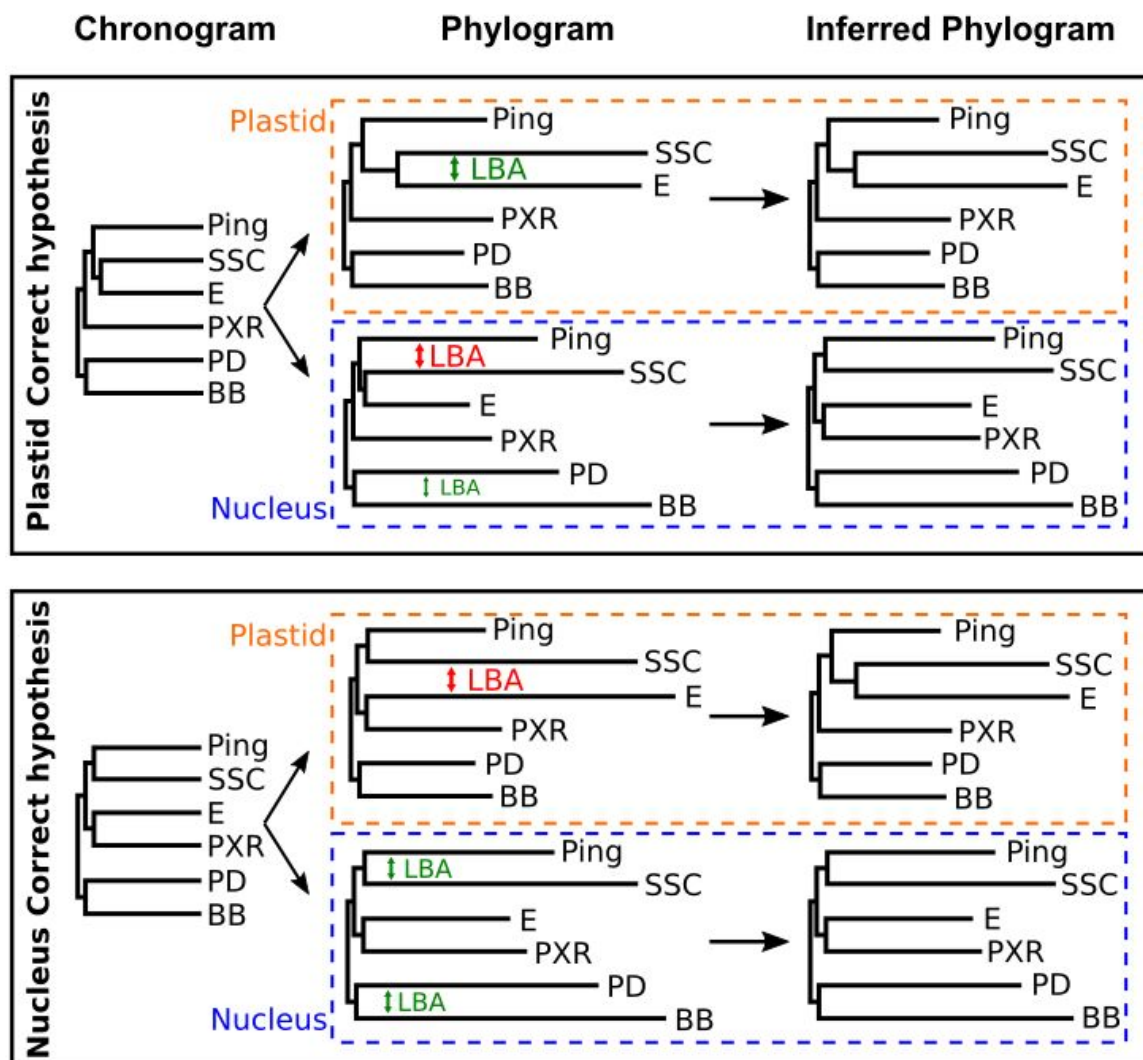 Chronogram Phylogram Inferred Phylogram
Plastid Correct hypothesis
Ping
SSC
E
PXR
PD
BB
Plastid
Ping
SSC
LBA
E
PXR
PD
BB
Ping
SSC
E
PXR
PD
BB
Nucleus
Ping
LBA
SSC
E
PXR
PD
LBA
BB
Ping
SSC
E
PXR
PD
BB
Nucleus Correct hypothesis
Ping
SSC
E
PXR
PD
BB
Plastid
Ping
SSC
LBA
E
PXR
PD
BB
Ping
SSC
E
PXR
PD
BB
Nucleus
Ping
LBA
SSC
E
PXR
PD
LBA
BB
Ping
SSC
E
PXR
PD
BB